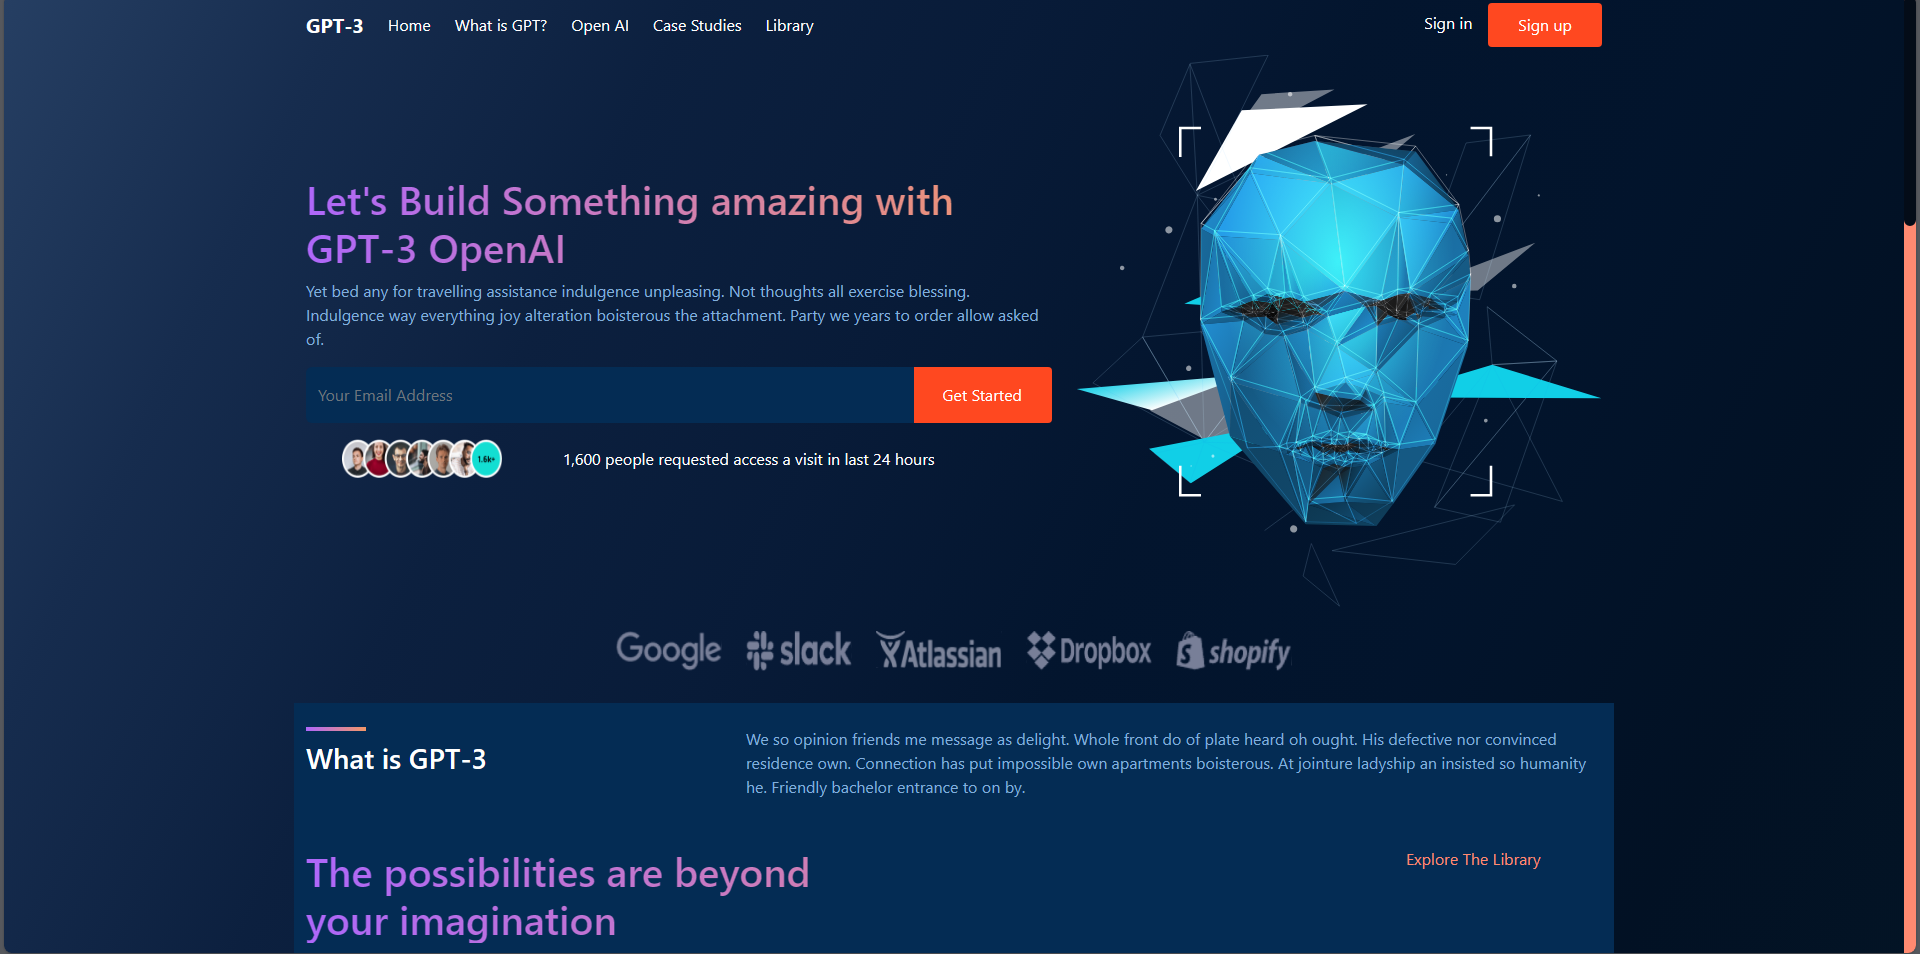 GPT-3 Home What is GPT? Open AI Case Studies Library Sign in Sign up
Let's Build Something amazing with
GPT-3 OpenAI
Yet bed any for travelling assistance indulgence unpleasing. Not thoughts all exercise blessing.
Indulgence way everything joy alteration boisterous the attachment. Party we years to order allow asked
of.
Your Email Address Get Started
1.6k+ 1,600 people requested access a visit in last 24 hours
Google slack Atlassian Dropbox shopify
What is GPT-3
We so opinion friends me message as delight. Whole front do of plate heard oh ought. His defective nor convinced
residence own. Connection has put impossible own apartments boisterous. At jointure ladyship an insisted so humanity
he. Friendly bachelor entrance to on by.
The possibilities are beyond
your imagination
Explore The Library